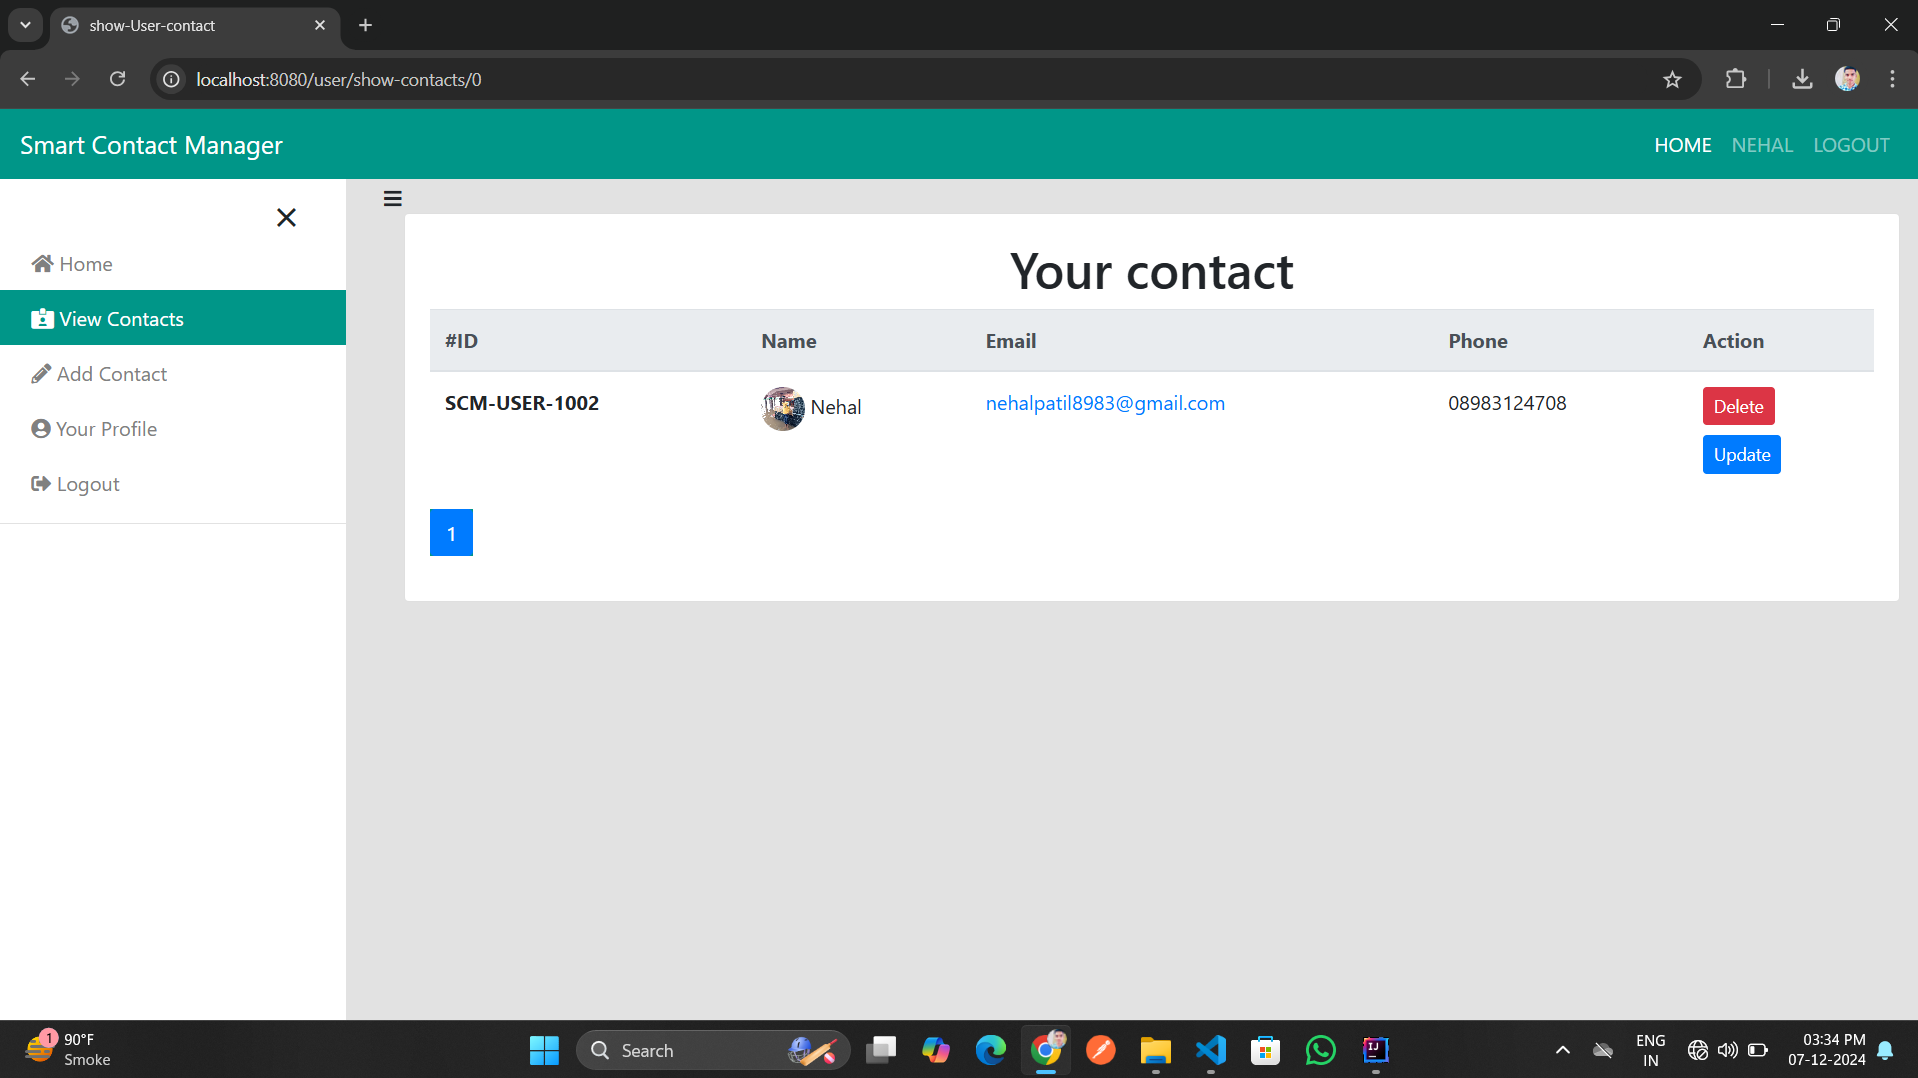 show-User-contact
localhost:8080/user/show-contacts/0
Smart Contact Manager
HOME NEHAL LOGOUT
Home
View Contacts
Add Contact
Your Profile
Logout
Your contact
#ID Name Email Phone Action
SCM-USER-1002 Nehal nehalpatil8983@gmail.com 08983124708 Delete
Update
1
1
90°F
Smoke
Search
IJ
ENG
IN
03:34 PM
07-12-2024